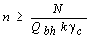 n ≥ N / (Q_bh k γ_c)